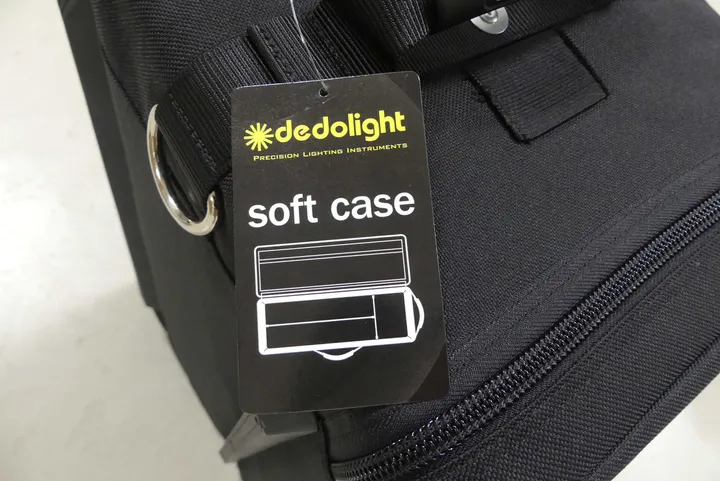 dedolight
Precision Lighting Instruments
soft case